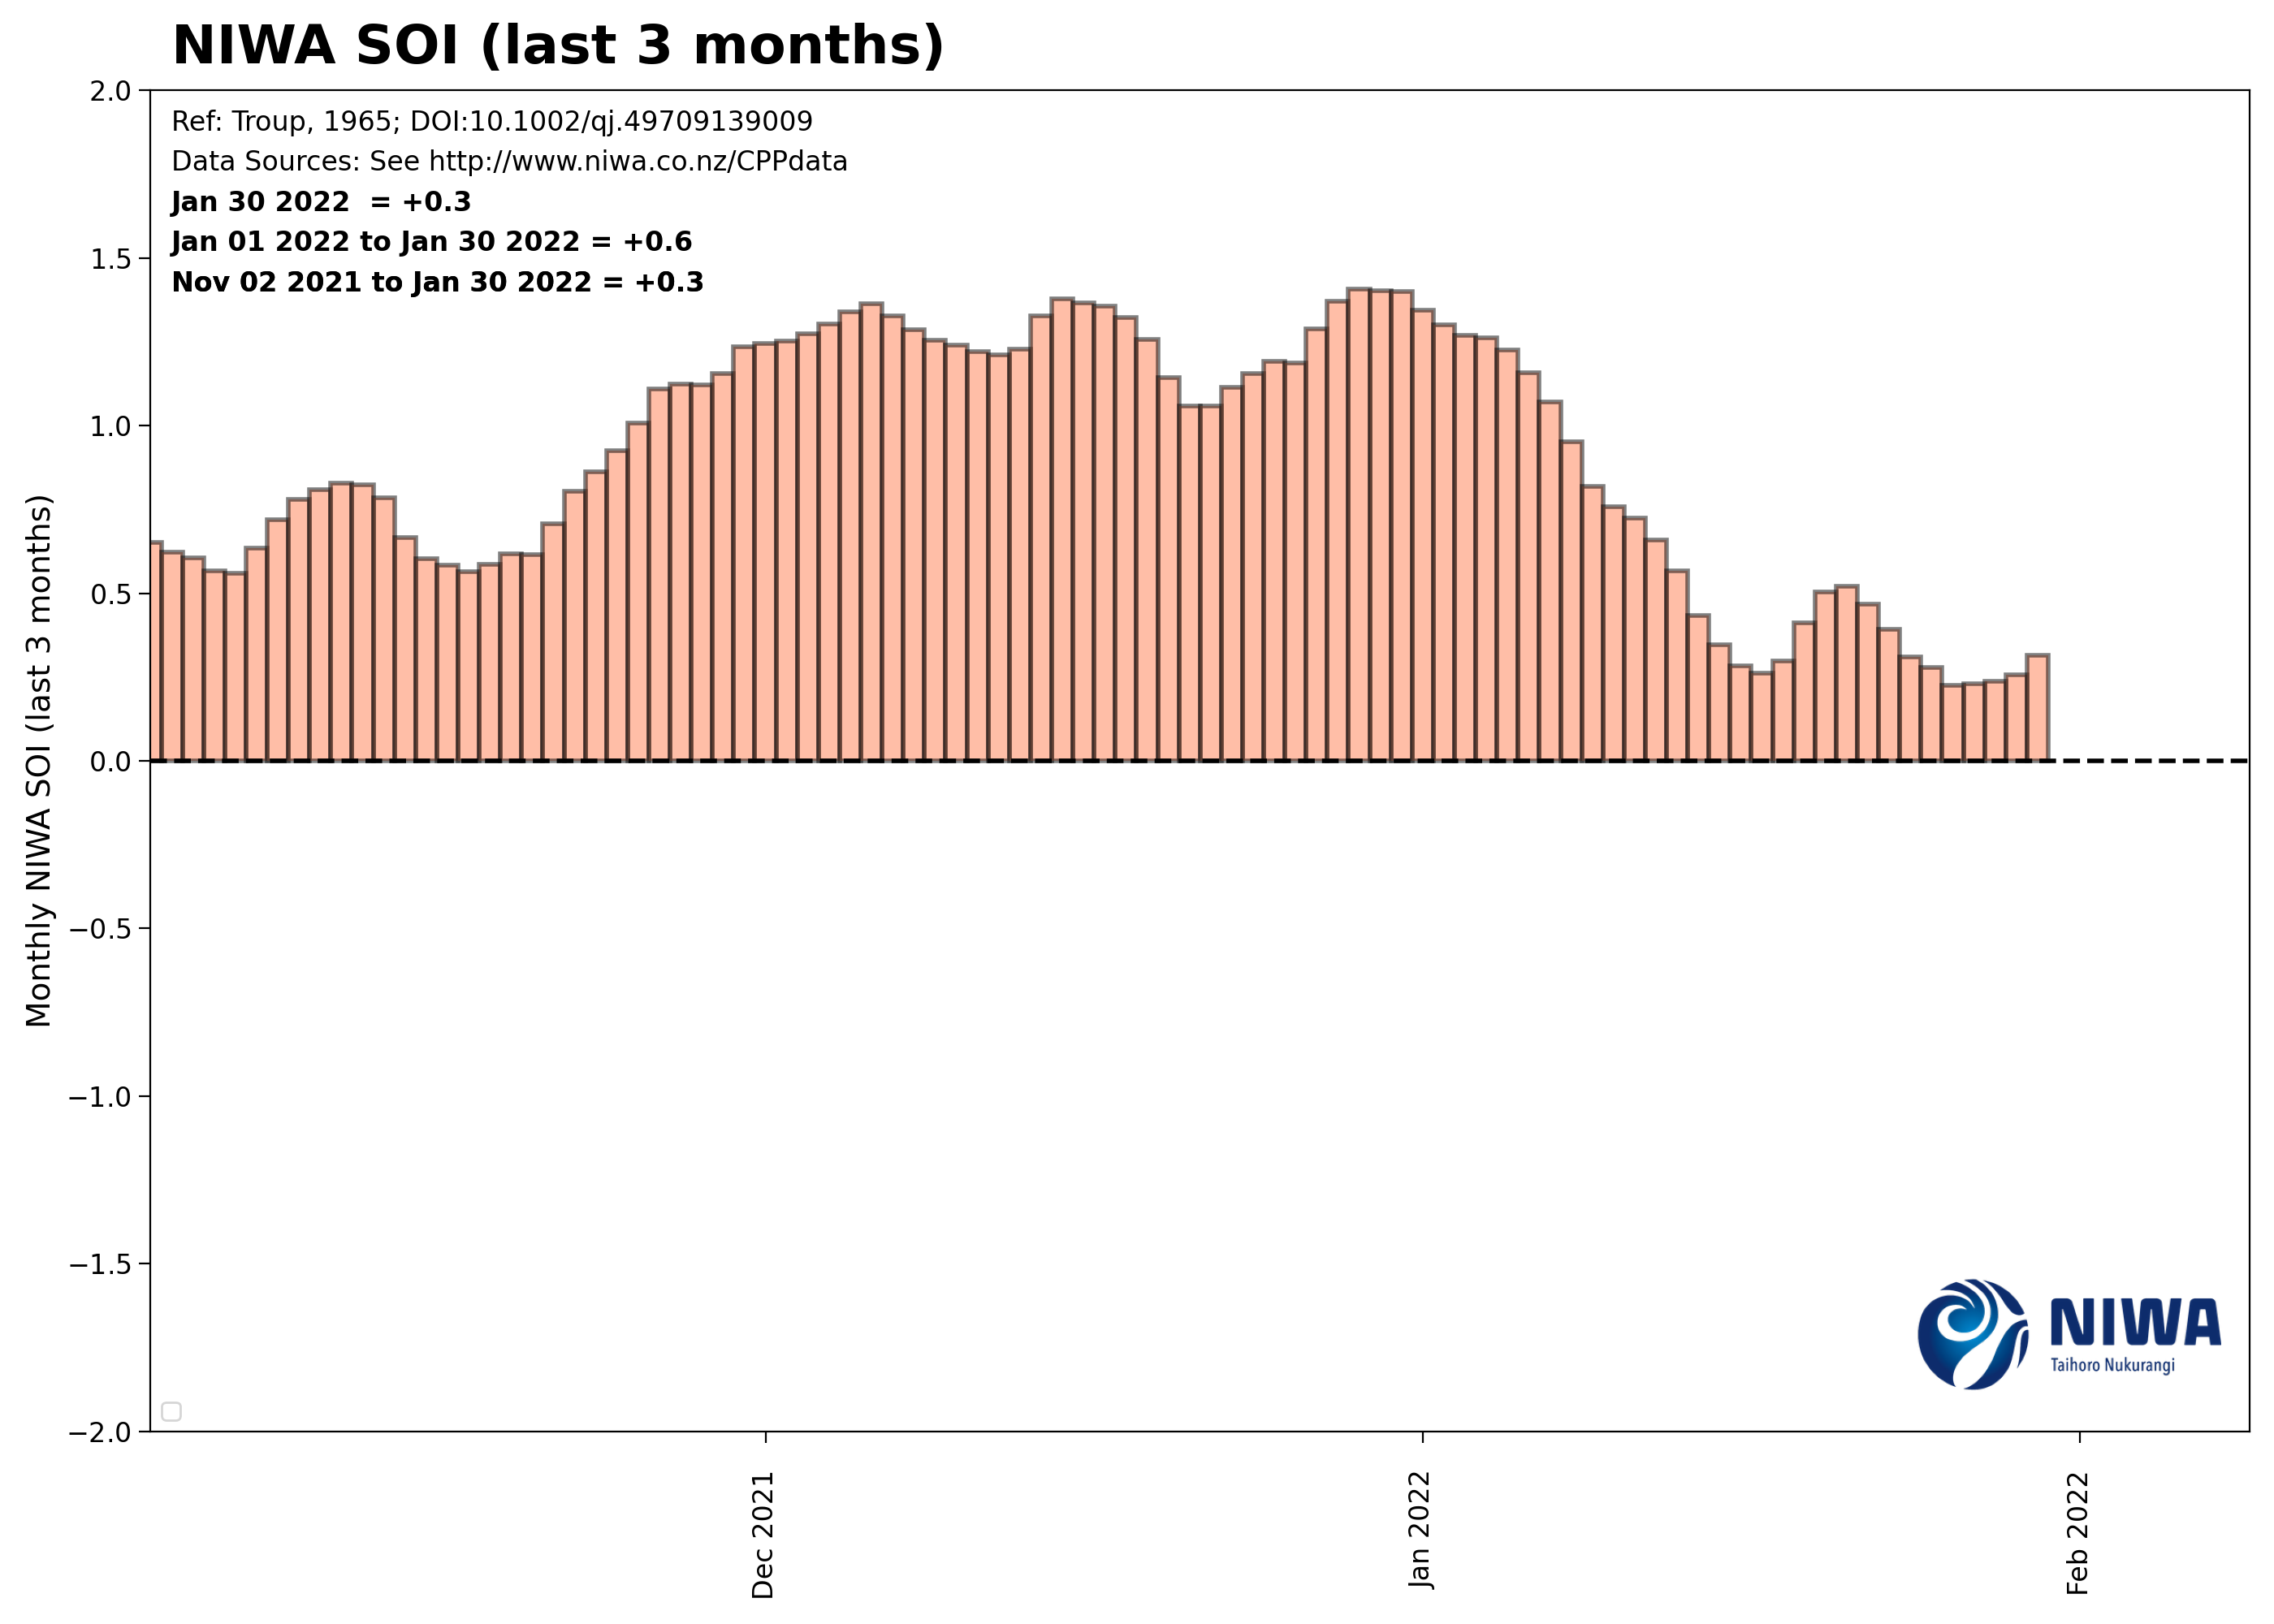 NIWA SOI (last 3 months)
Ref: Troup, 1965; DOI:10.1002/qj.49709139009
Data Sources: See http://www.niwa.co.nz/CPPdata
Jan 30 2022  = +0.3
Jan 01 2022 to Jan 30 2022 = +0.6
Nov 02 2021 to Jan 30 2022 = +0.3
Monthly NIWA SOI (last 3 months)
2.0
1.5
1.0
0.5
0.0
−0.5
−1.0
−1.5
−2.0
NIWA
Taihoro Nukurangi
Dec 2021
Jan 2022
Feb 2022